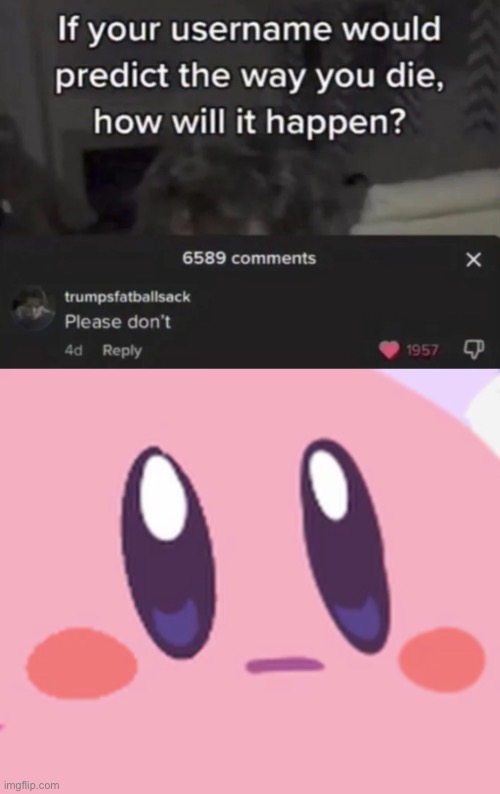 If your username would
predict the way you die,
how will it happen?
6589 comments
trumpsfatballsack
Please don't
4d Reply
1957
imgflip.com